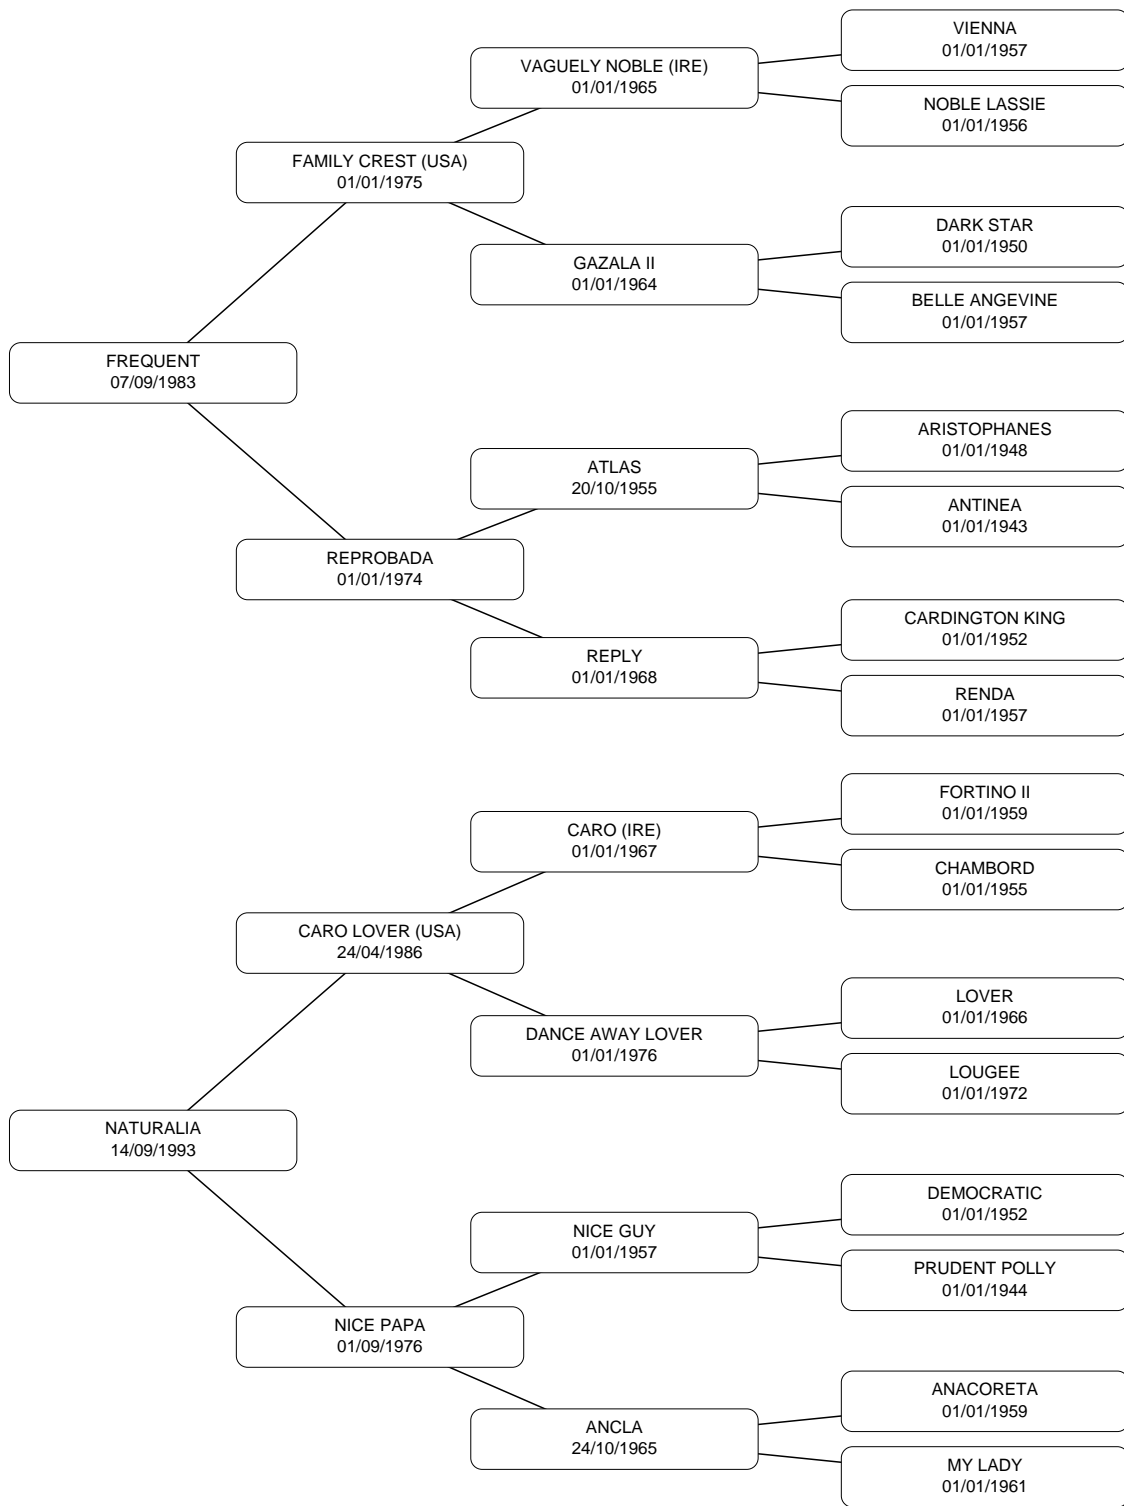 VIENNA
01/01/1957
VAGUELY NOBLE (IRE)
01/01/1965
NOBLE LASSIE
01/01/1956
FAMILY CREST (USA)
01/01/1975
DARK STAR
01/01/1950
GAZALA II
01/01/1964
BELLE ANGEVINE
01/01/1957
FREQUENT
07/09/1983
ARISTOPHANES
01/01/1948
ATLAS
20/10/1955
ANTINEA
01/01/1943
REPROBADA
01/01/1974
CARDINGTON KING
01/01/1952
REPLY
01/01/1968
RENDA
01/01/1957
FORTINO II
01/01/1959
CARO (IRE)
01/01/1967
CHAMBORD
01/01/1955
CARO LOVER (USA)
24/04/1986
LOVER
01/01/1966
DANCE AWAY LOVER
01/01/1976
LOUGEE
01/01/1972
NATURALIA
14/09/1993
DEMOCRATIC
01/01/1952
NICE GUY
01/01/1957
PRUDENT POLLY
01/01/1944
NICE PAPA
01/09/1976
ANACORETA
01/01/1959
ANCLA
24/10/1965
MY LADY
01/01/1961